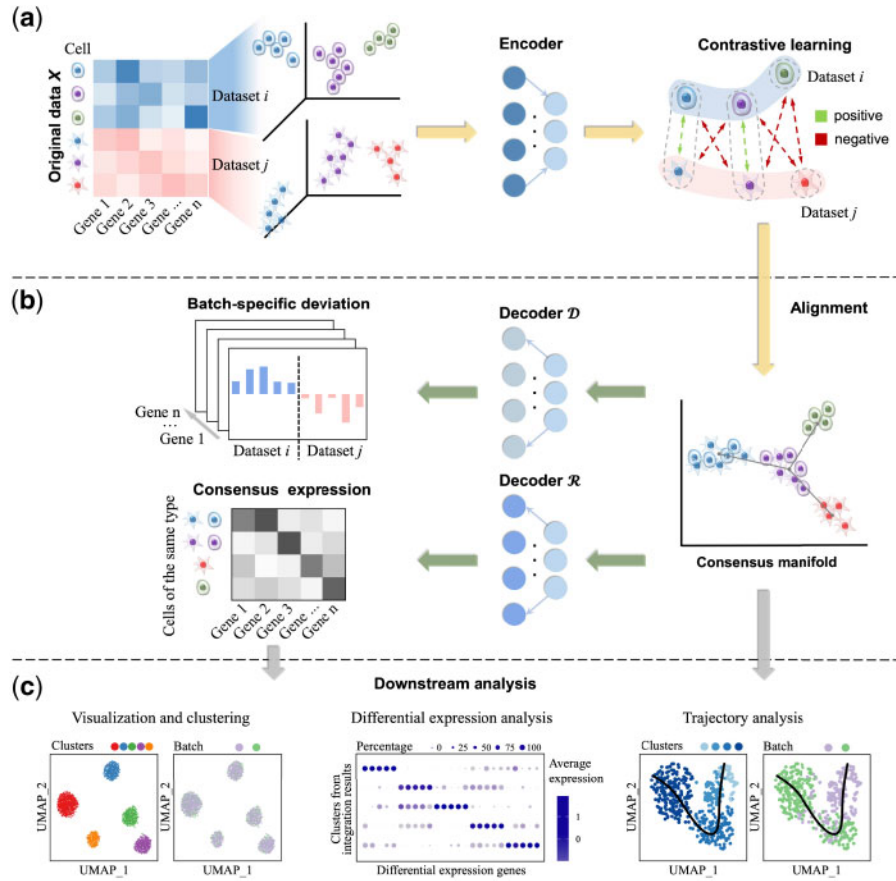 (a)
Cell
Original data X
Gene 1
Gene 2
Gene 3
Gene ...
Gene n
Dataset i
Dataset j
Encoder
Contrastive learning
Dataset i
positive
negative
Dataset j
(b)
Batch-specific deviation
Gene n
...
Gene 1
Dataset i
Dataset j
Decoder 𝒟
Alignment
Consensus expression
Cells of the same type
Gene 1
Gene 2
Gene 3
Gene ...
Gene n
Decoder ℛ
Consensus manifold
(c)
Downstream analysis
Visualization and clustering
Clusters
UMAP_2
UMAP_1
Batch
UMAP_2
UMAP_1
Differential expression analysis
Percentage
0
25
50
75
100
Clusters from
integration results
Differential expression genes
Average
expression
1
0
Trajectory analysis
Clusters
UMAP_2
UMAP_1
Batch
UMAP_2
UMAP_1